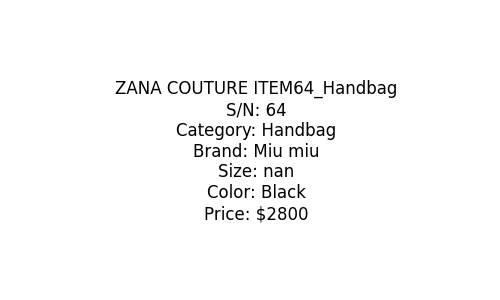 ZANA COUTURE ITEM64_Handbag
S/N: 64
Category: Handbag
Brand: Miu miu
Size: nan
Color: Black
Price: $2800